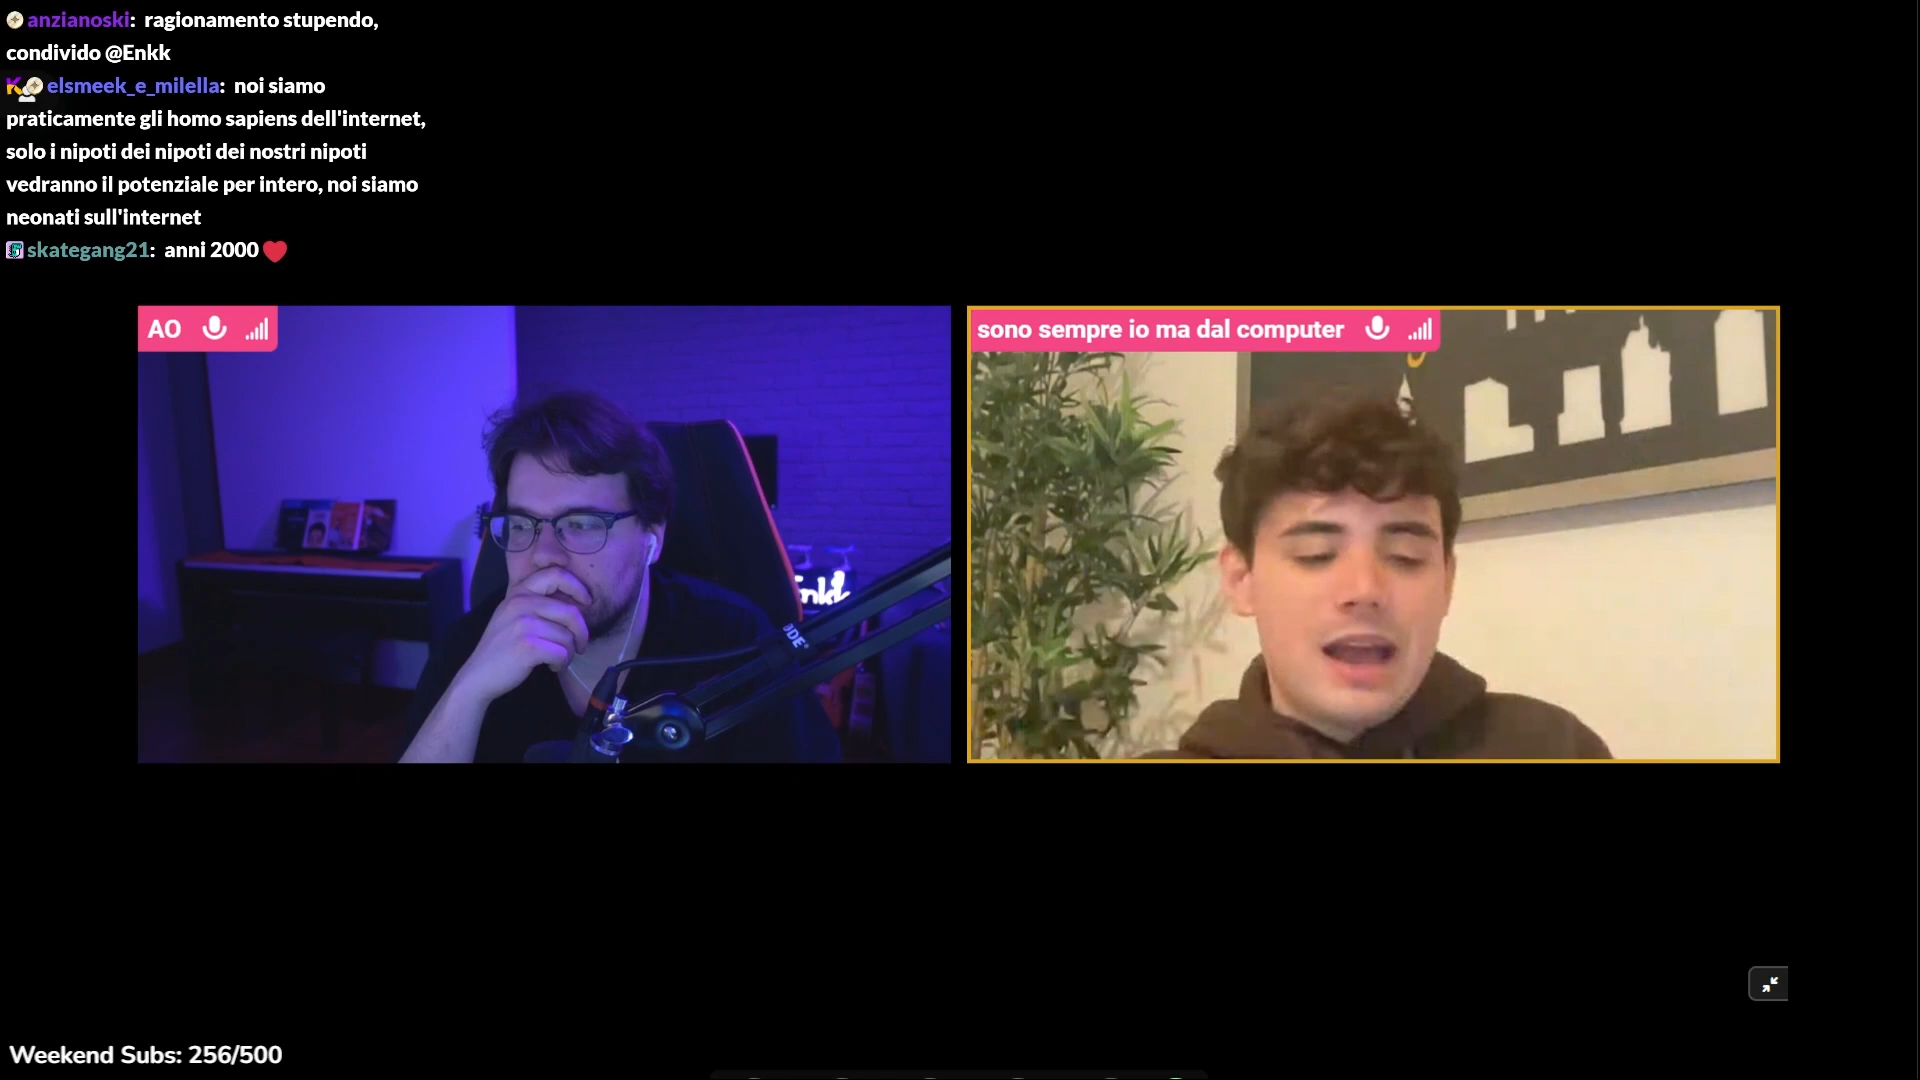 anzianoski: ragionamento stupendo,
condivido @Enkk
elsmeek_e_milella: noi siamo
praticamente gli homo sapiens dell'internet,
solo i nipoti dei nipoti dei nostri nipoti
vedranno il potenziale per intero, noi siamo
neonati sull'internet
skategang21: anni 2000
AO
sono sempre io ma dal computer
Weekend Subs: 256/500